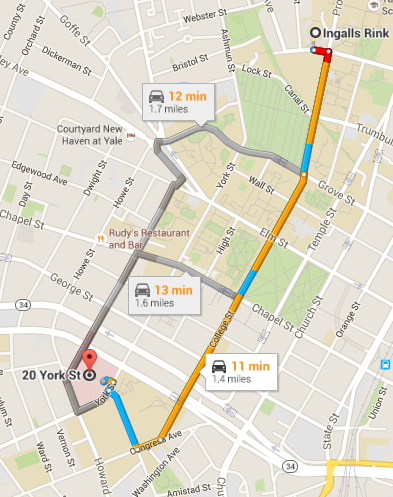 County St
Orchard St
Goffe St
Webster St
Ashmun St
Ingalls Rink
Dickerman St
Bristol St
Lock St
Canal St
12 min
1.7 miles
Trumbull
Courtyard New
Haven at Yale
York St
Wall St
Grove St
Edgewood Ave
Dwight St
Howe St
Day St
Chapel St
Rudy's Restaurant
and Bar
High St
Elm St
Temple St
Howe St
13 min
1.6 miles
George St
Chapel St
Church St
Orange St
34
College St
11 min
1.4 miles
20 York St
York St
Congress Ave
Union St
State St
Ward St
Vernon St
Howard
Washington Ave
Amistad St
34